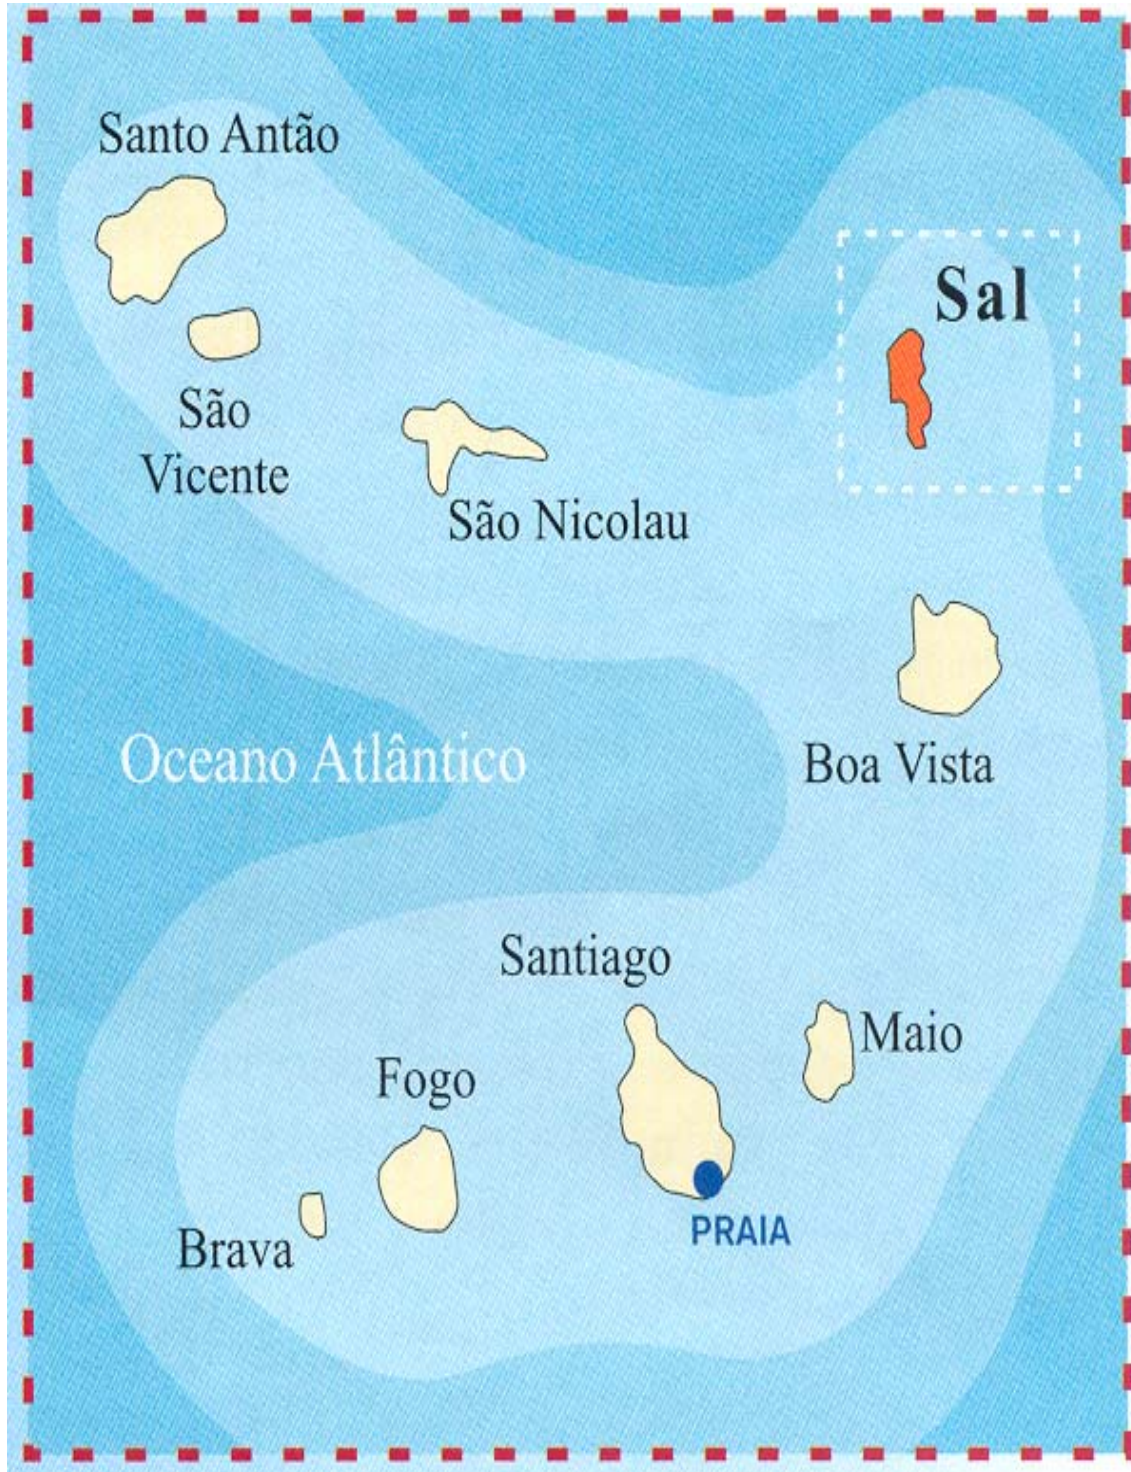 Santo Antão
Sal
São
Vicente
São Nicolau
Oceano Atlântico
Boa Vista
Santiago
Maio
Fogo
Brava
PRAIA